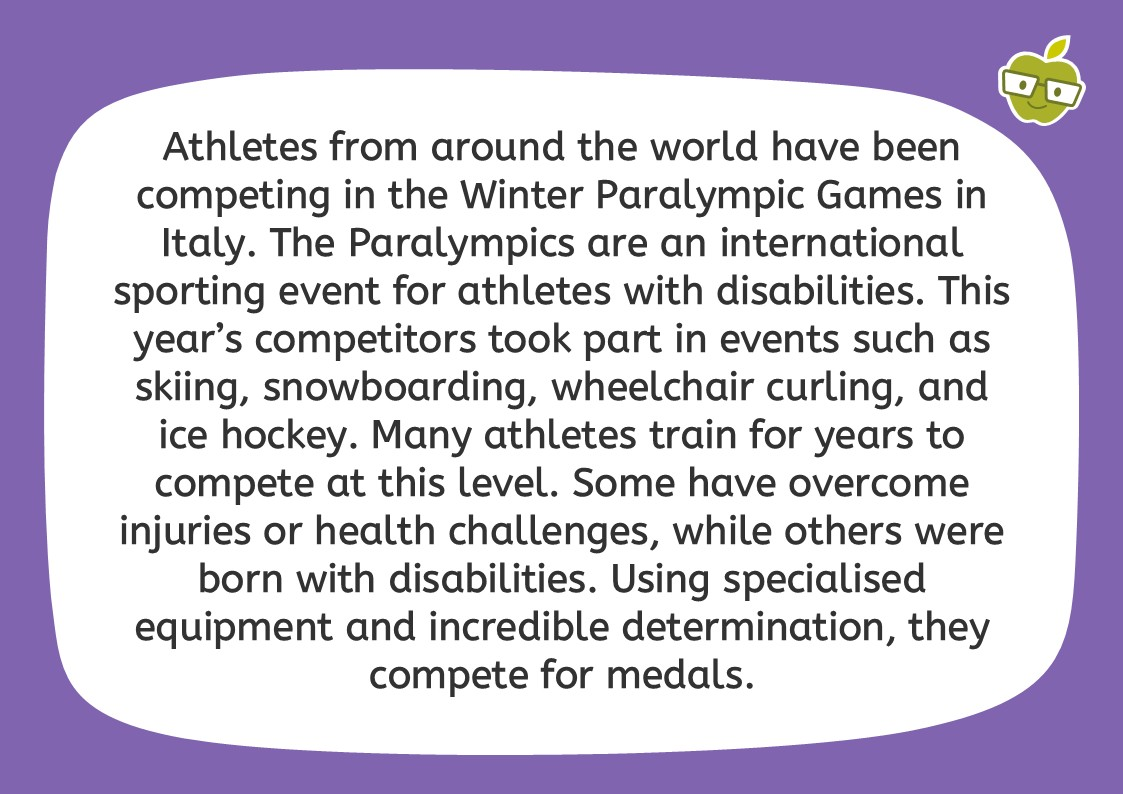 Athletes from around the world have been
competing in the Winter Paralympic Games in
Italy. The Paralympics are an international
sporting event for athletes with disabilities. This
year’s competitors took part in events such as
skiing, snowboarding, wheelchair curling, and
ice hockey. Many athletes train for years to
compete at this level. Some have overcome
injuries or health challenges, while others were
born with disabilities. Using specialised
equipment and incredible determination, they
compete for medals.